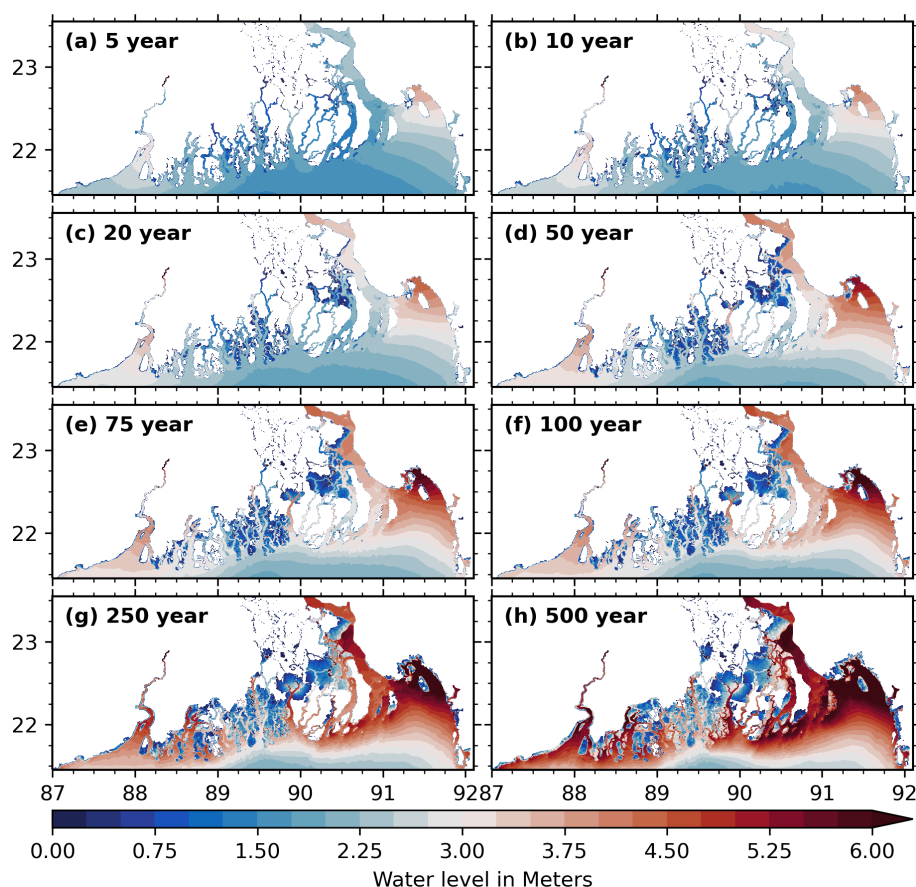 (a) 5 year
(b) 10 year
23
22
(c) 20 year
(d) 50 year
23
22
(e) 75 year
(f) 100 year
23
22
(g) 250 year
(h) 500 year
23
22
87 88 89 90 91 92 87 88 89 90 91 92
0.00 0.75 1.50 2.25 3.00 3.75 4.50 5.25 6.00
Water level in Meters